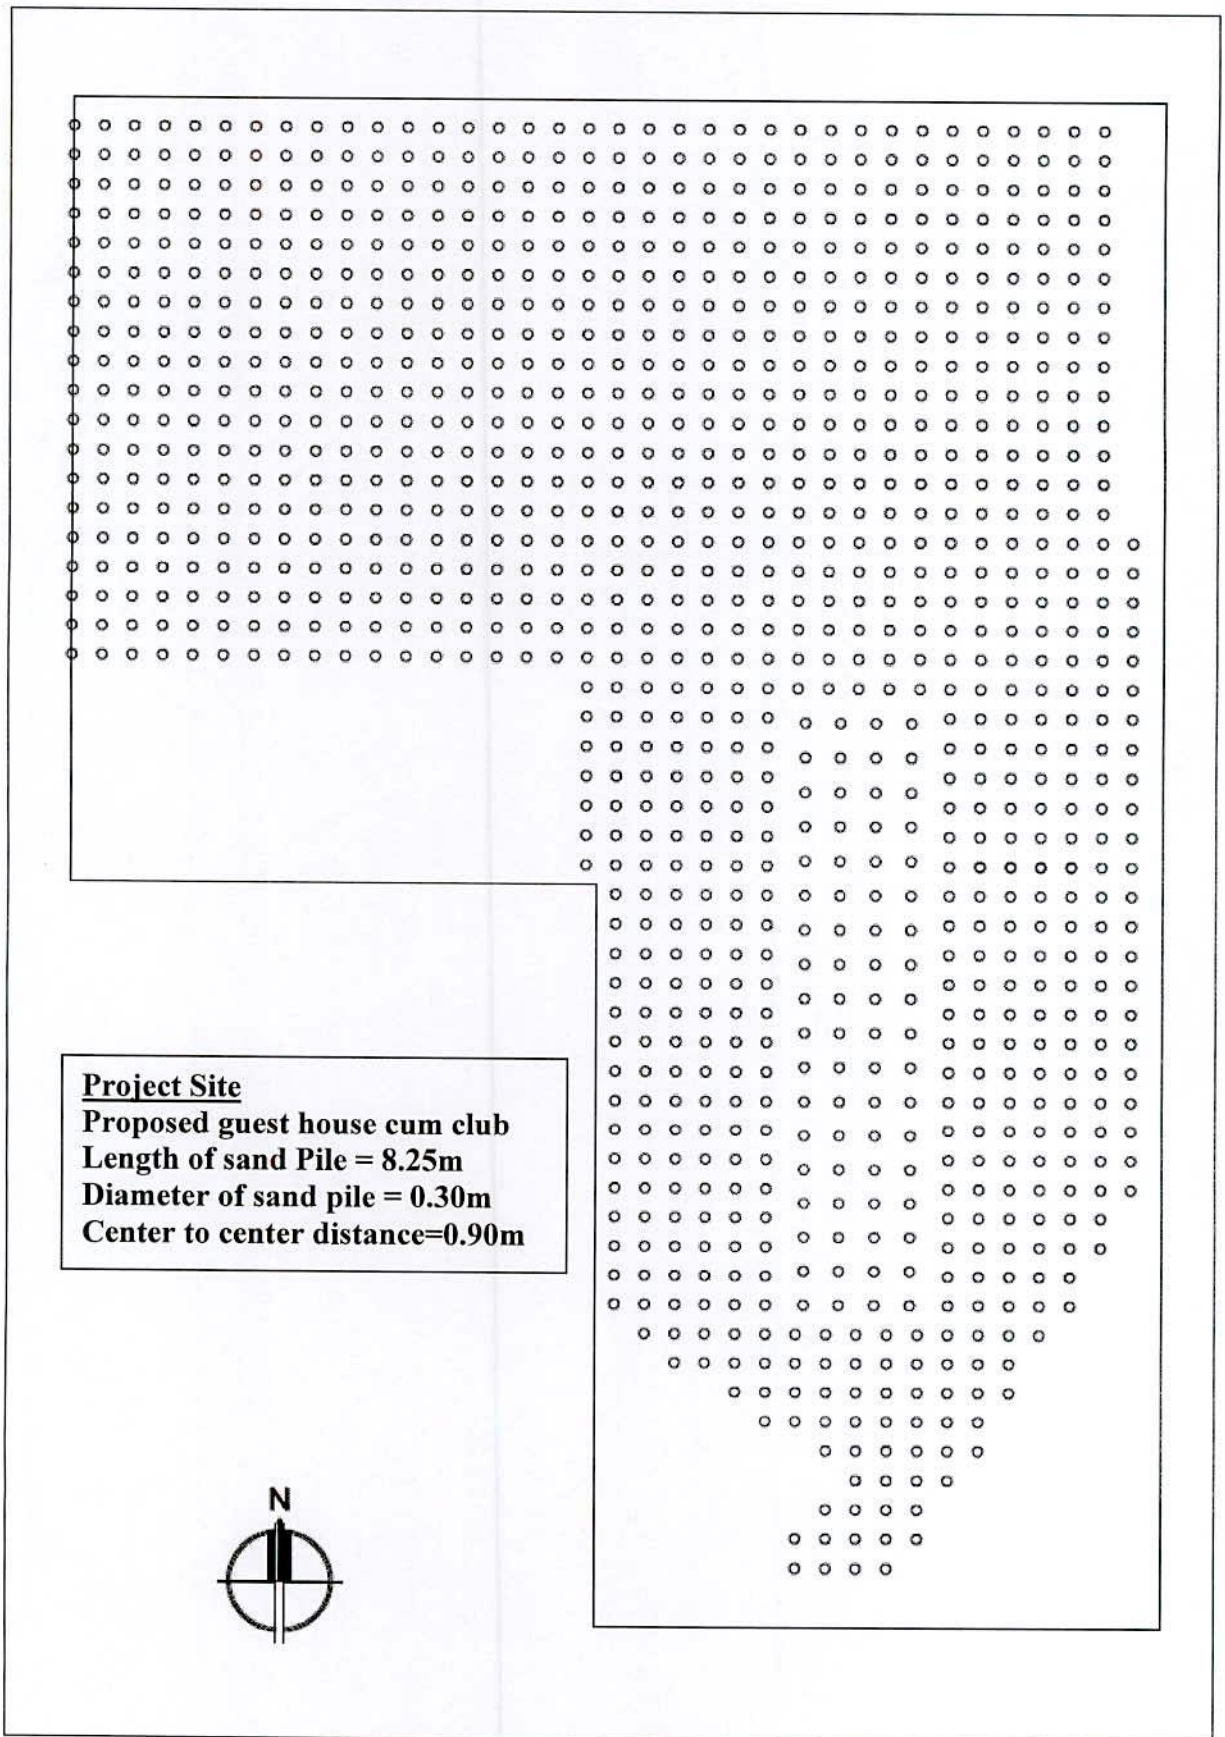 Project Site
Proposed guest house cum club
Length of sand Pile = 8.25m
Diameter of sand pile = 0.30m
Center to center distance=0.90m
N